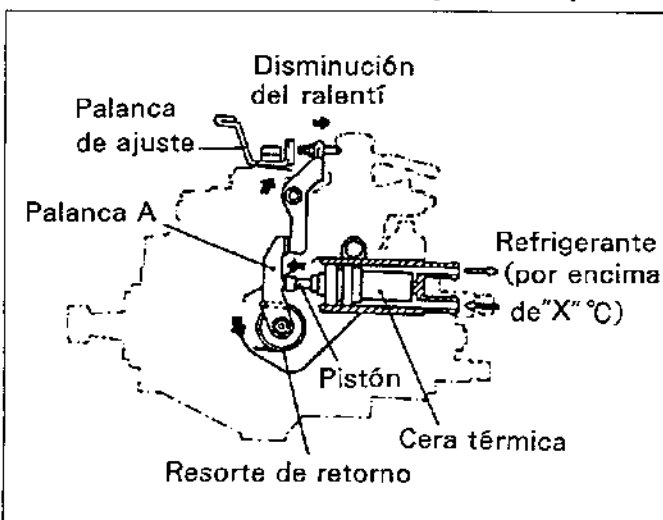 Disminución
del ralentí
Palanca
de ajuste
Palanca A
Refrigerante
(por encima
de "X" °C)
Pistón
Cera térmica
Resorte de retorno